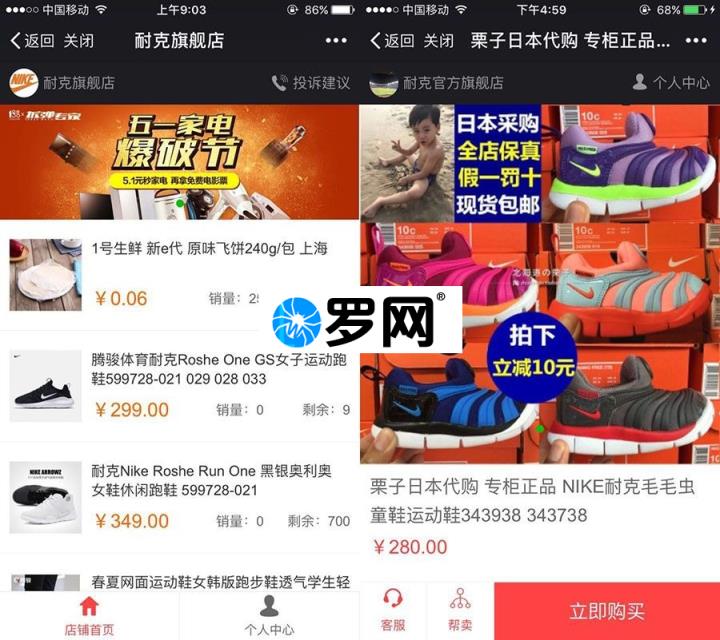 中国移动
上午9:03
86%
返回 关闭
耐克旗舰店
NIKE
耐克旗舰店
投诉建议
拆弹专家
五一家电
爆破节
5.1元秒家电 再拿免费电影票
1号生鲜 新e代 原味飞饼240g/包 上海
¥0.06
销量:
腾骏体育耐克Roshe One GS女子运动跑
鞋599728-021 029 028 033
¥299.00
销量: 0
剩余: 9
NIKE ARROWZ
耐克Nike Roshe Run One 黑银奥利奥
女鞋休闲跑鞋 599728-021
¥349.00
销量: 0
剩余: 700
春夏网面运动鞋女韩版跑步鞋透气学生轻
店铺首页
个人中心
罗网®
中国移动
下午4:59
68%
返回 关闭
栗子日本代购 专柜正品...
耐克官方旗舰店
个人中心
日本采购
全店保真
假一罚十
现货包邮
10c
10c
10c
北海道の栗子
拍下
立减10元
栗子日本代购 专柜正品 NIKE耐克毛毛虫
童鞋运动鞋343938 343738
¥280.00
客服
帮卖
立即购买